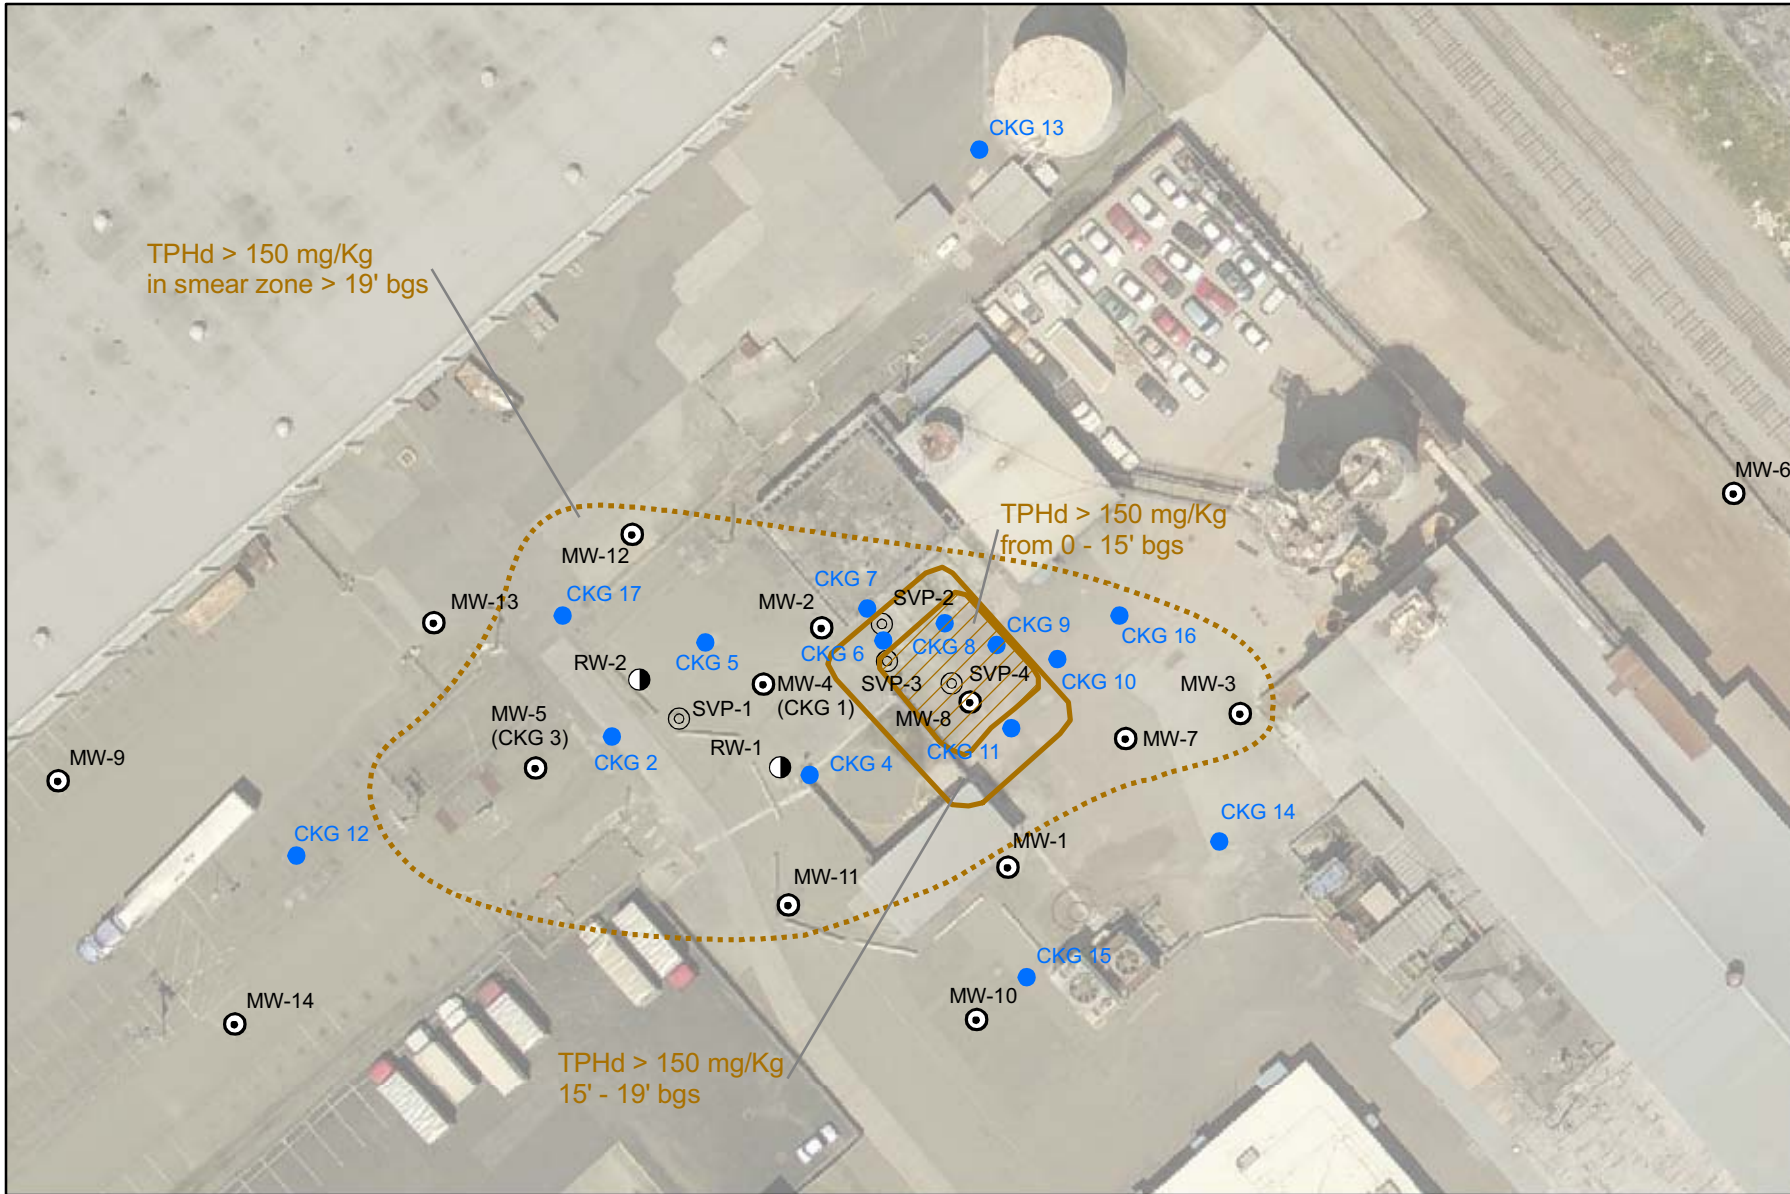 CKG 13
TPHd > 150 mg/Kg
in smear zone > 19' bgs
MW-6
TPHd > 150 mg/Kg
from 0 - 15' bgs
MW-12
CKG 7
CKG 17
MW-13
MW-2
SVP-2
CKG 9
CKG 16
CKG 5
CKG 6
CKG 8
RW-2
MW-4
(CKG 1)
SVP-3
SVP-4
CKG 10
MW-3
SVP-1
MW-5
(CKG 3)
MW-8
RW-1
CKG 2
CKG 11
MW-7
MW-9
CKG 4
CKG 12
CKG 14
MW-1
MW-11
CKG 15
MW-10
MW-14
TPHd > 150 mg/Kg
15' - 19' bgs